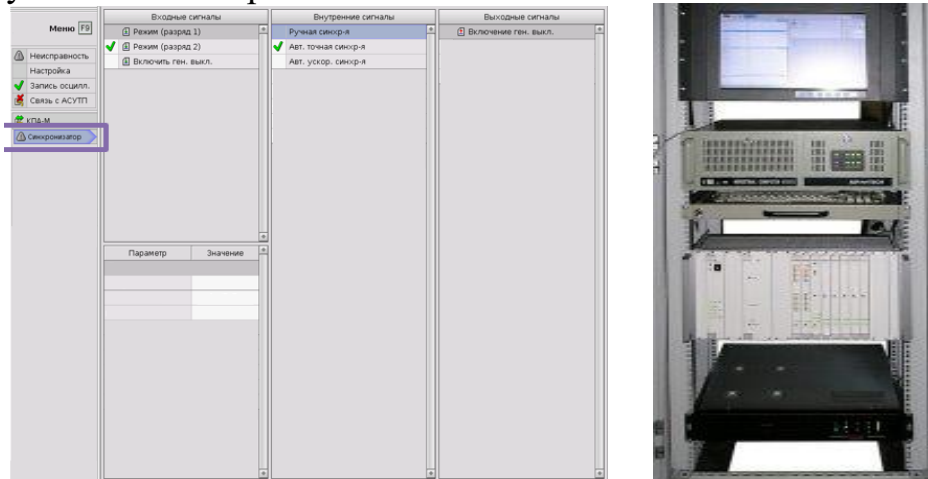 Меню F9
Неисправность
Настройка
Запись осцилл.
Связь с АСУТП
КПА-М
Синхронизатор
Входные сигналы
Режим (разряд 1)
Режим (разряд 2)
Включить ген. выкл.
Параметр Значение
Внутренние сигналы
Ручная синхр-я
Авт. точная синхр-я
Авт. ускор. синхр-я
Выходные сигналы
Включение ген. выкл.